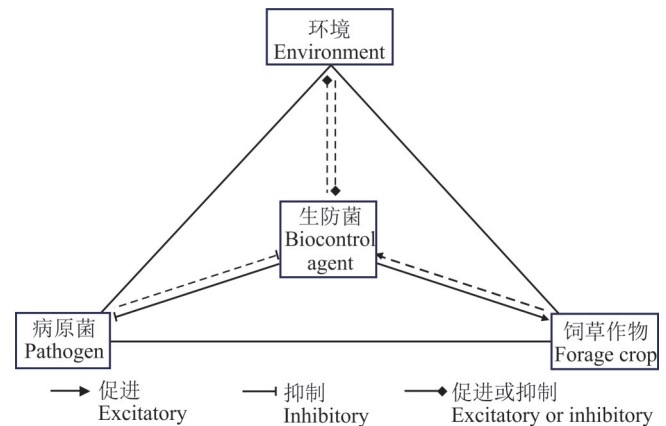 环境
Environment
生防菌
Biocontrol
agent
病原菌
Pathogen
饲草作物
Forage crop
促进
Excitatory
抑制
Inhibitory
促进或抑制
Excitatory or inhibitory